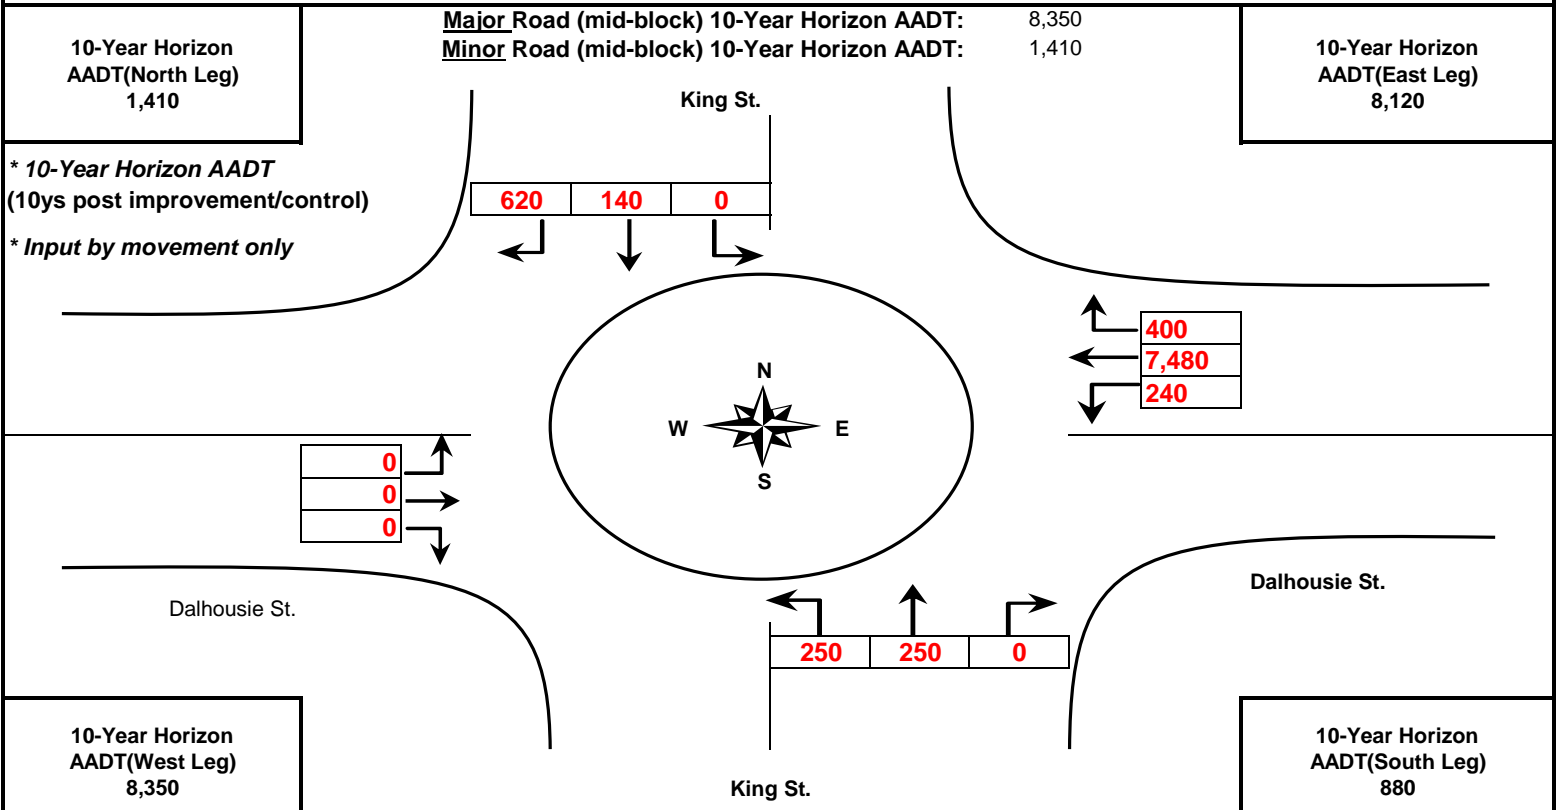 Major Road (mid-block) 10-Year Horizon AADT: 8,350
Minor Road (mid-block) 10-Year Horizon AADT: 1,410
10-Year Horizon
AADT(North Leg)
1,410
10-Year Horizon
AADT(East Leg)
8,120
King St.
* 10-Year Horizon AADT
(10ys post improvement/control)
* Input by movement only
620 140 0
400
7,480
240
N
W E
S
0
0
0
Dalhousie St.
Dalhousie St.
250 250 0
10-Year Horizon
AADT(West Leg)
8,350
King St.
10-Year Horizon
AADT(South Leg)
880